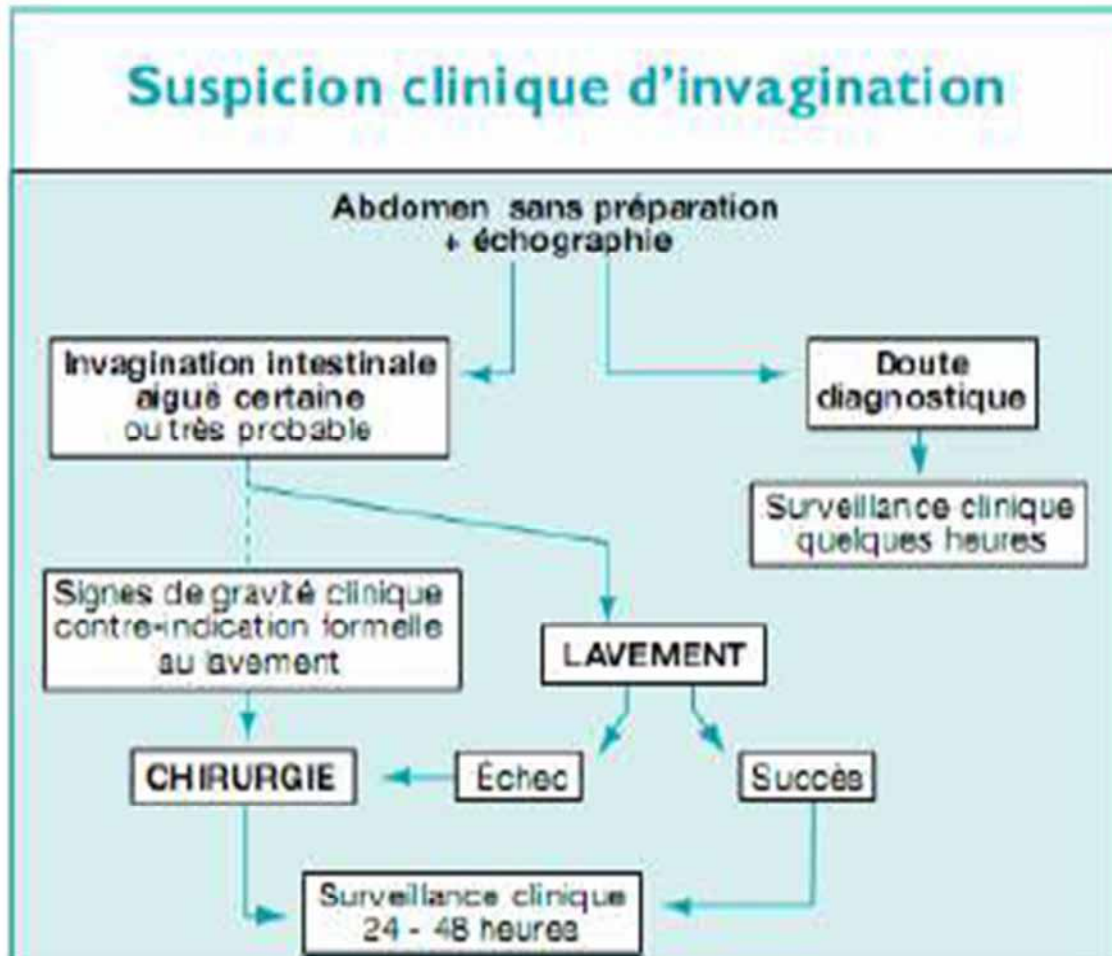 Suspicion clinique d'invagination
Abdomen sans préparation
+ échographie
Invagination intestinale
aiguë certaine
ou très probable
Doute
diagnostique
Surveillance clinique
quelques heures
Signes de gravité clinique
contre-indication formelle
au lavement
LAVEMENT
CHIRURGIE
Échec
Succès
Surveillance clinique
24 - 48 heures